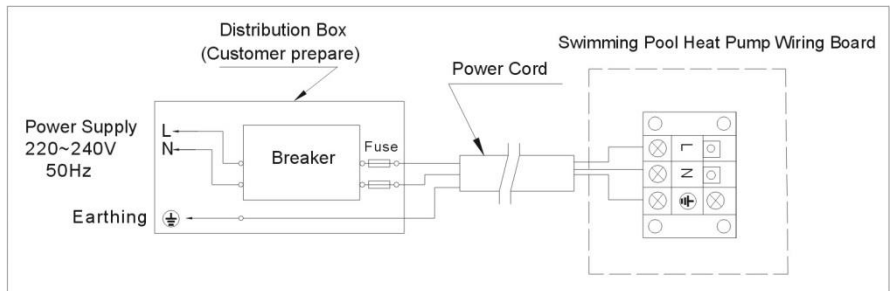 Distribution Box
(Customer prepare)
Swimming Pool Heat Pump Wiring Board
Power Cord
Power Supply
220~240V
50Hz
L
N
Breaker
Fuse
Earthing
L
N